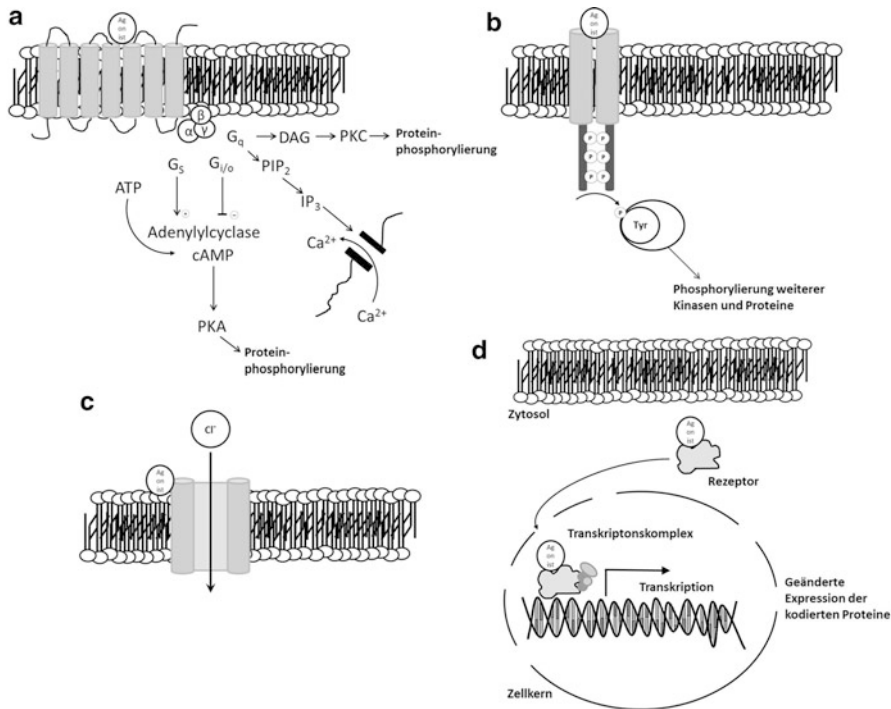 a
Ag
on
ist
β
α γ
Gq → DAG → PKC → Protein-
phosphorylierung
GS Gi/o PIP2
ATP
IP3
+ −
Adenylylcyclase
cAMP
Ca2+
Ca2+
PKA
Protein-
phosphorylierung
b
Ag
on
ist
P P
P P
P P
P
Tyr
Phosphorylierung weiterer
Kinasen und Proteine
c
Cl-
Ag
on
ist
d
Zytosol
Ag
on
ist
Rezeptor
Transkriptonskomplex
Ag
on
ist
Transkription
Geänderte
Expression der
kodierten Proteine
Zellkern